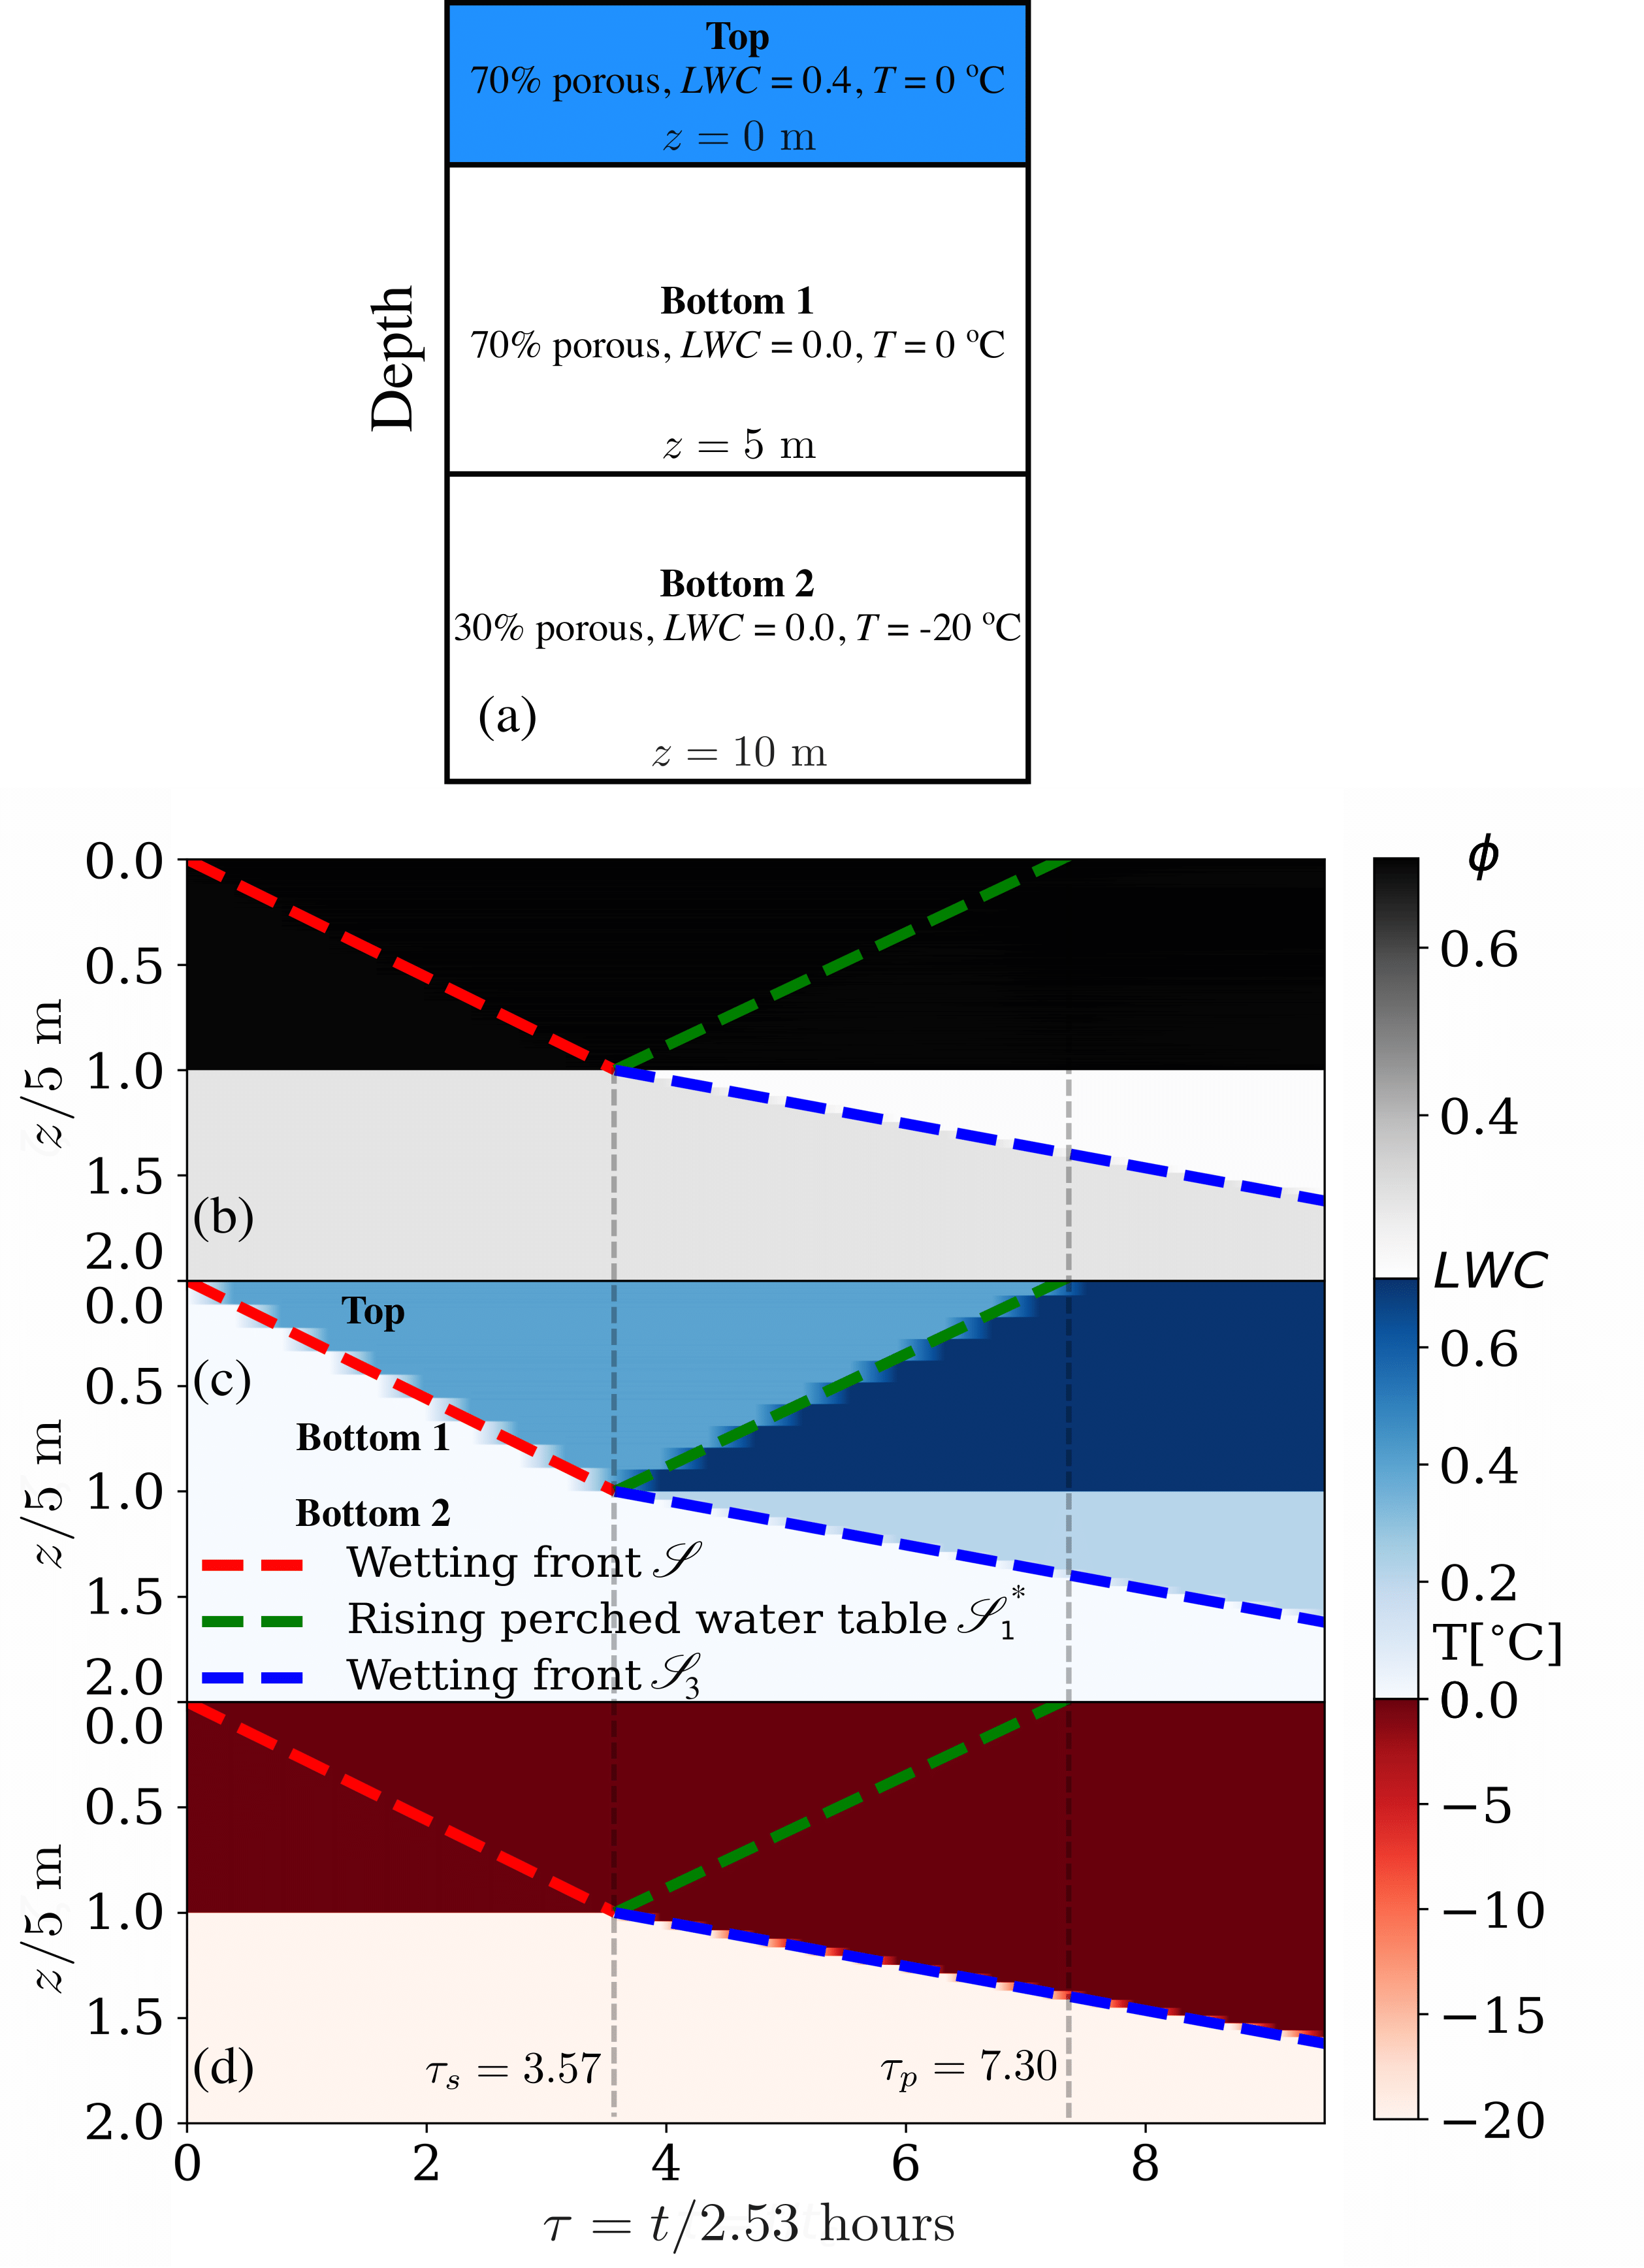 Top
70% porous, LWC = 0.4, T = 0 °C
z = 0 m
Depth
Bottom 1
70% porous, LWC = 0.0, T = 0 °C
z = 5 m
Bottom 2
30% porous, LWC = 0.0, T = -20 °C
(a)
z = 10 m
z/5 m
0.0
0.5
1.0
1.5
2.0
(b)
ϕ
0.6
0.4
z/5 m
0.0
0.5
1.0
1.5
2.0
Top
(c)
Bottom 1
Bottom 2
Wetting front 𝒮
Rising perched water table 𝒮₁*
Wetting front 𝒮₃
LWC
0.6
0.4
0.2
z/5 m
0.0
0.5
1.0
1.5
2.0
(d)
τₛ = 3.57
τₚ = 7.30
T[°C]
0.0
−5
−10
−15
−20
0 2 4 6 8
τ = t/2.53 hours